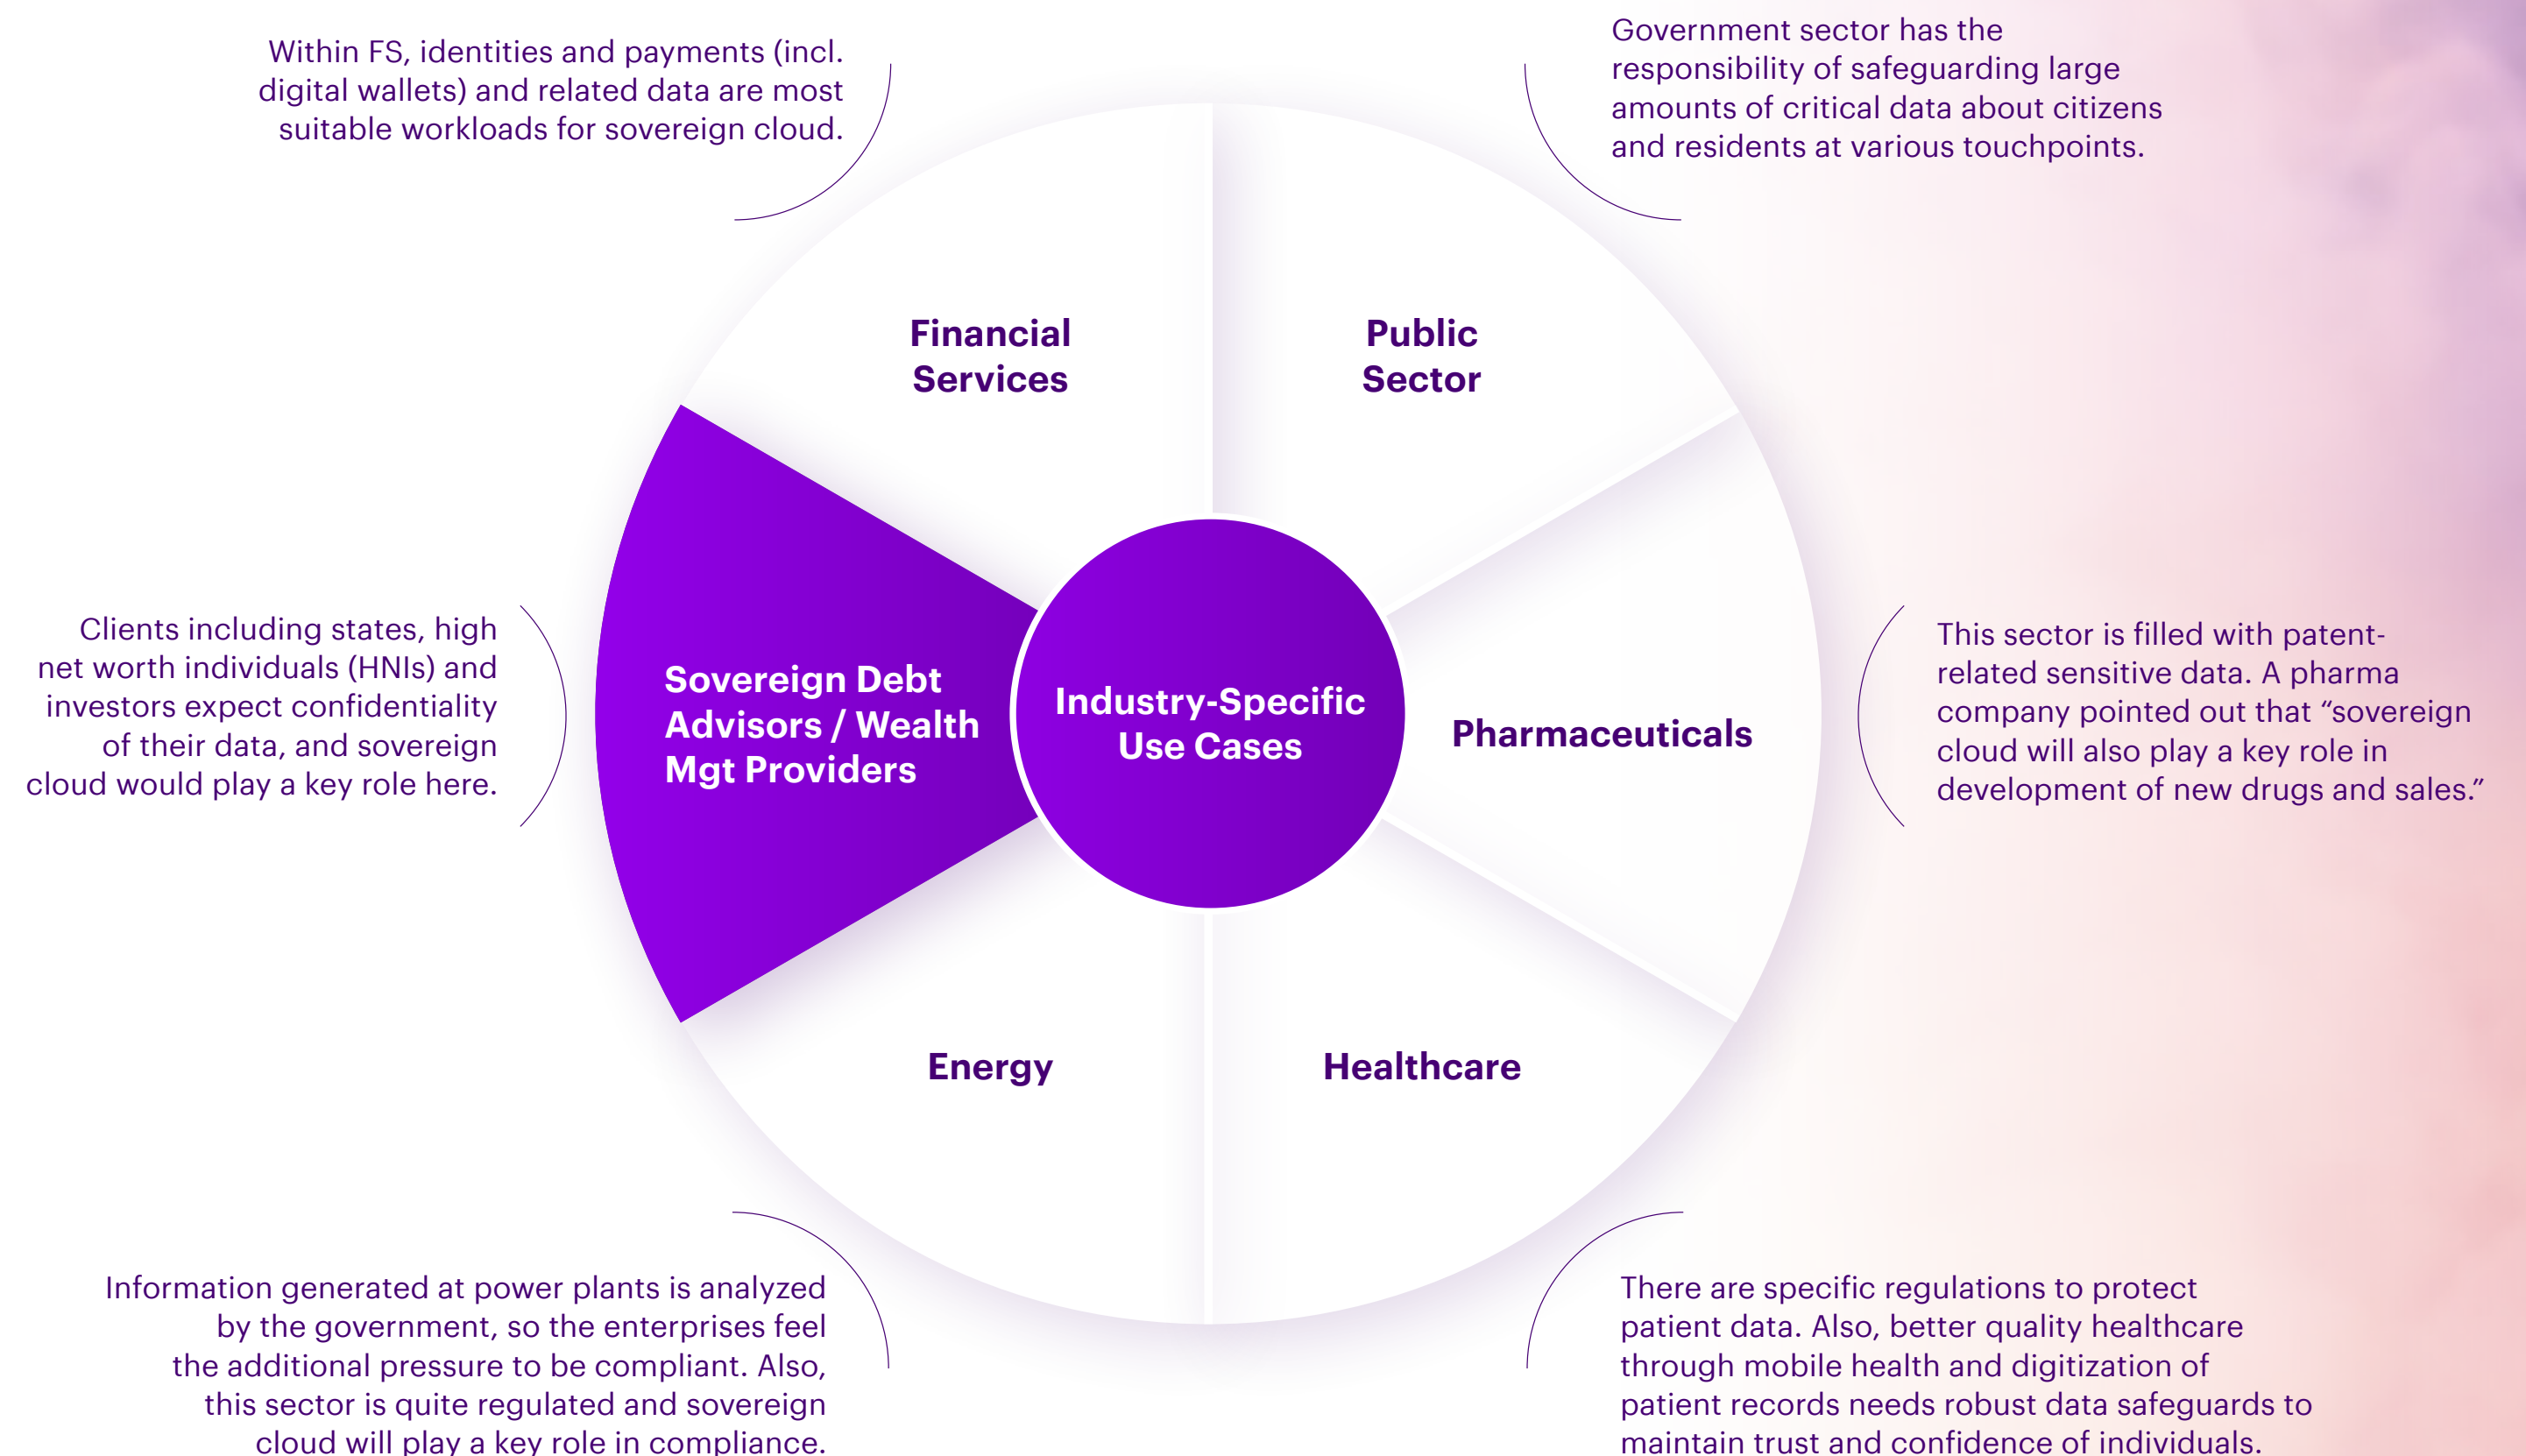 Within FS, identities and payments (incl.
digital wallets) and related data are most
suitable workloads for sovereign cloud.
Government sector has the
responsibility of safeguarding large
amounts of critical data about citizens
and residents at various touchpoints.
Financial
Services
Public
Sector
Clients including states, high
net worth individuals (HNIs) and
investors expect confidentiality
of their data, and sovereign
cloud would play a key role here.
Sovereign Debt
Advisors / Wealth
Mgt Providers
Industry-Specific
Use Cases
Pharmaceuticals
This sector is filled with patent-
related sensitive data. A pharma
company pointed out that “sovereign
cloud will also play a key role in
development of new drugs and sales.”
Energy
Healthcare
Information generated at power plants is analyzed
by the government, so the enterprises feel
the additional pressure to be compliant. Also,
this sector is quite regulated and sovereign
cloud will play a key role in compliance.
There are specific regulations to protect
patient data. Also, better quality healthcare
through mobile health and digitization of
patient records needs robust data safeguards to
maintain trust and confidence of individuals.